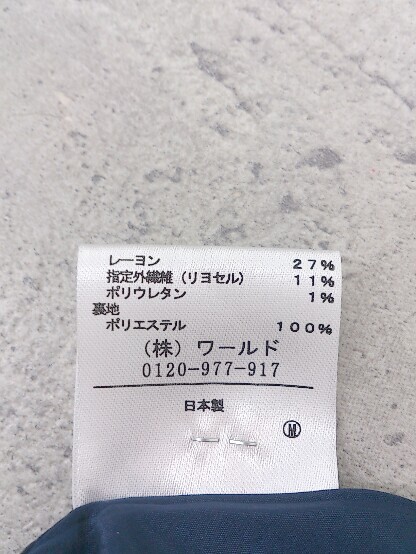 レーヨン 27%
指定外繊維（リヨセル） 11%
ポリウレタン 1%
裏地
ポリエステル 100%
（株）ワールド
0120-977-917
日本製
M